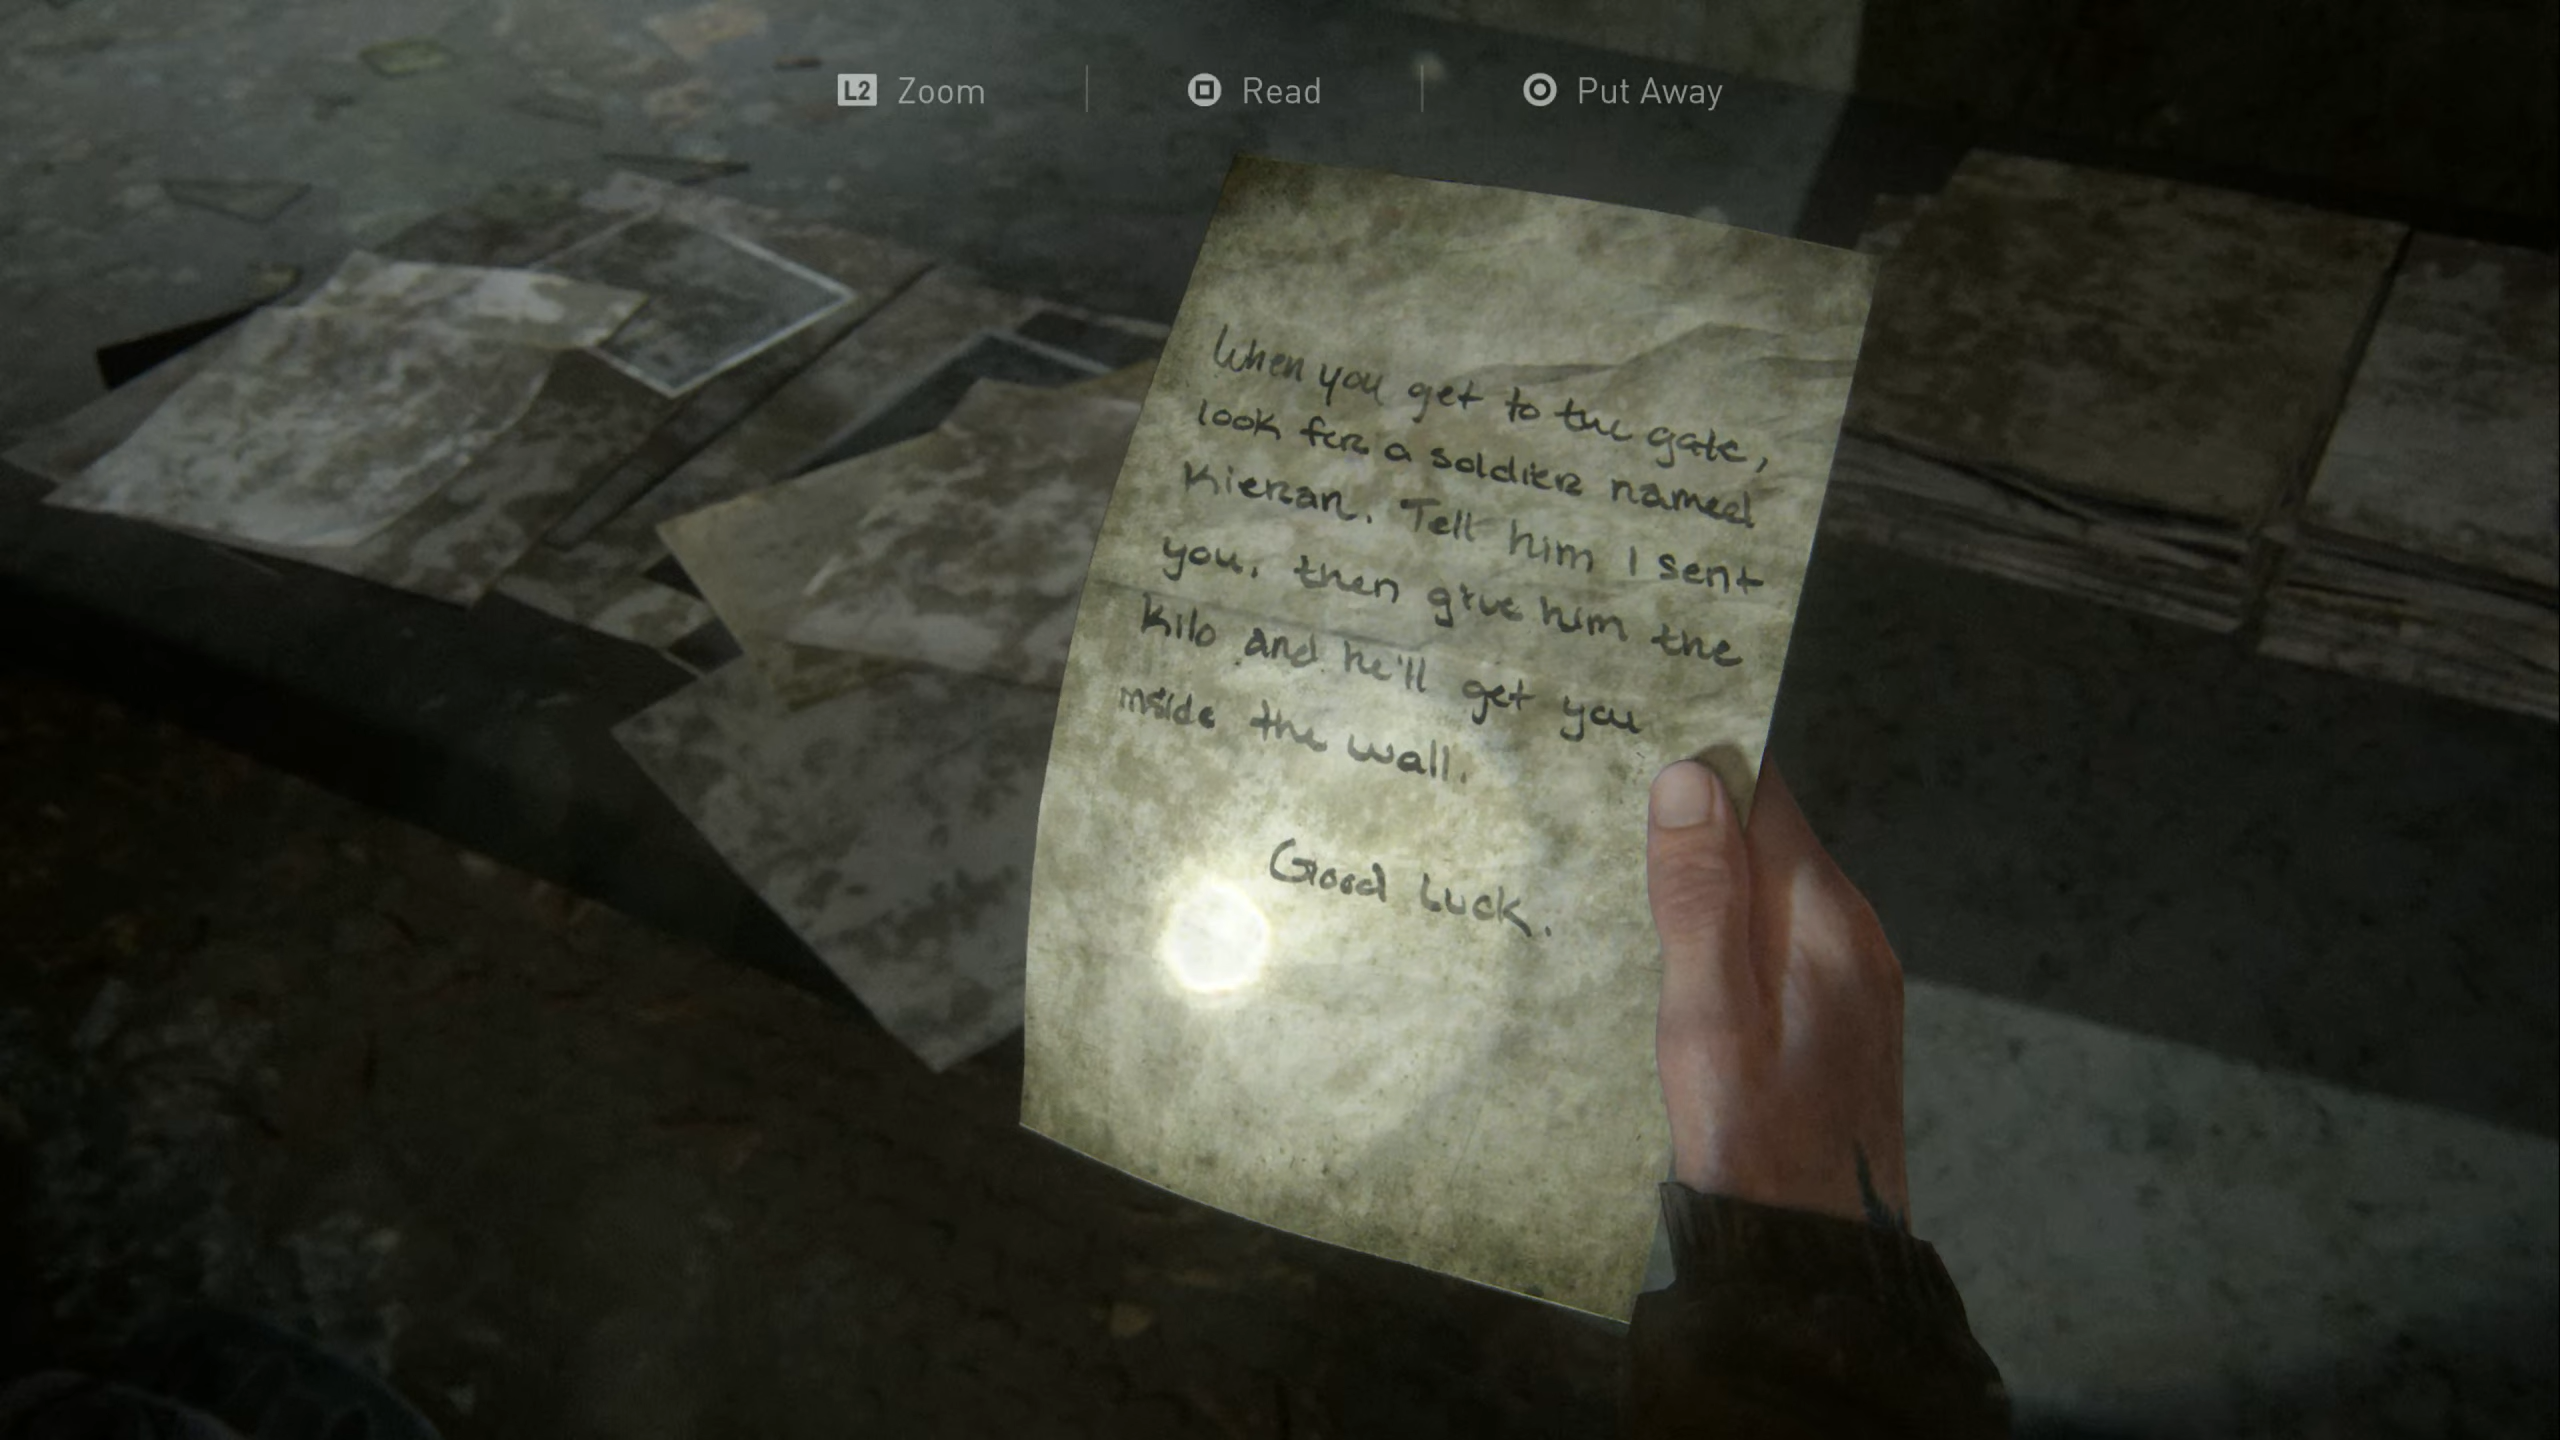 L2 Zoom Read Put Away
When you get to the gate,
look for a soldier named
Kieran. Tell him I sent
you, then give him the
Kilo and he'll get you
inside the wall.
Good Luck.